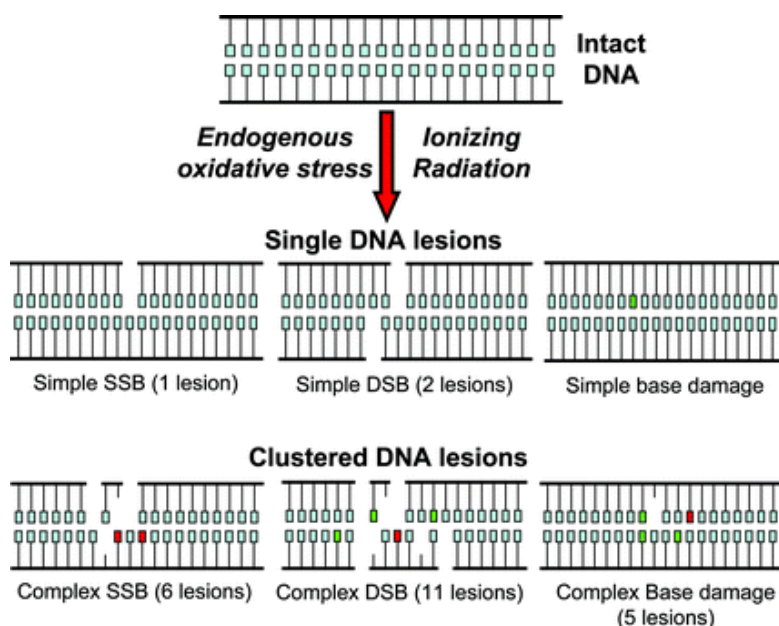 Intact
DNA
Endogenous
oxidative stress
Ionizing
Radiation
Single DNA lesions
Simple SSB (1 lesion)
Simple DSB (2 lesions)
Simple base damage
Clustered DNA lesions
Complex SSB (6 lesions)
Complex DSB (11 lesions)
Complex Base damage
(5 lesions)